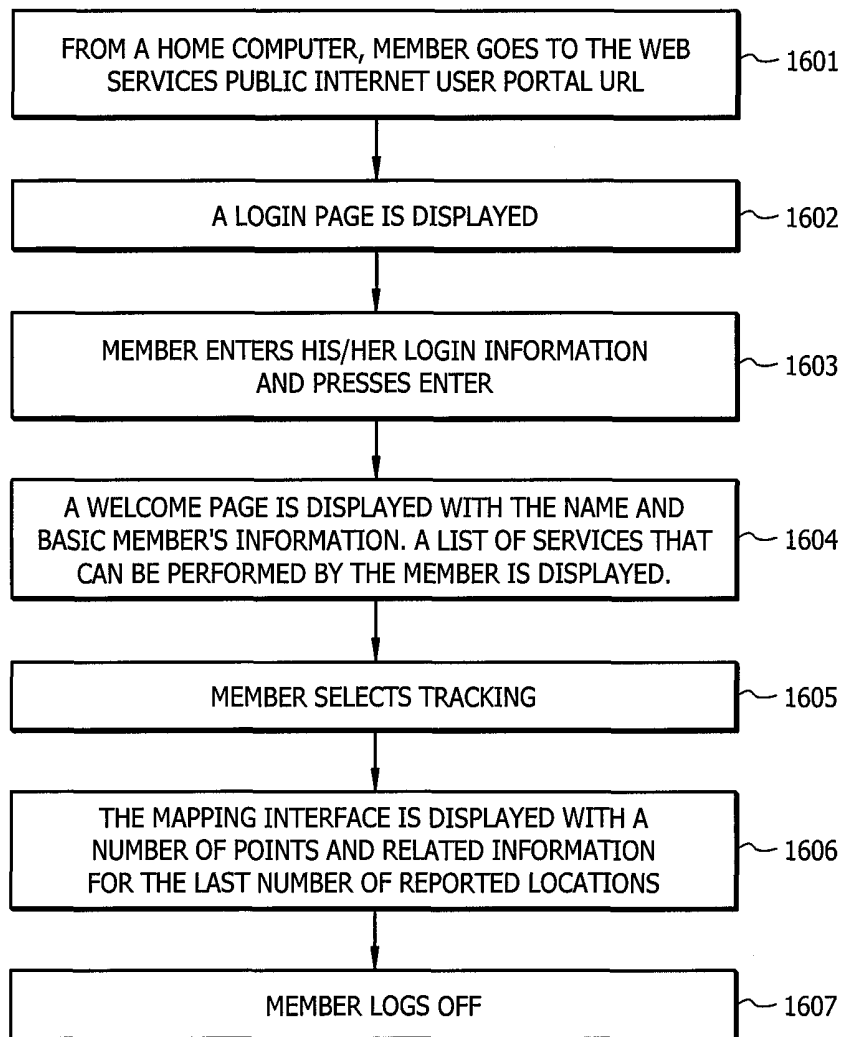 FROM A HOME COMPUTER, MEMBER GOES TO THE WEB
SERVICES PUBLIC INTERNET USER PORTAL URL
1601
A LOGIN PAGE IS DISPLAYED
1602
MEMBER ENTERS HIS/HER LOGIN INFORMATION
AND PRESSES ENTER
1603
A WELCOME PAGE IS DISPLAYED WITH THE NAME AND
BASIC MEMBER'S INFORMATION. A LIST OF SERVICES THAT
CAN BE PERFORMED BY THE MEMBER IS DISPLAYED.
1604
MEMBER SELECTS TRACKING
1605
THE MAPPING INTERFACE IS DISPLAYED WITH A
NUMBER OF POINTS AND RELATED INFORMATION
FOR THE LAST NUMBER OF REPORTED LOCATIONS
1606
MEMBER LOGS OFF
1607